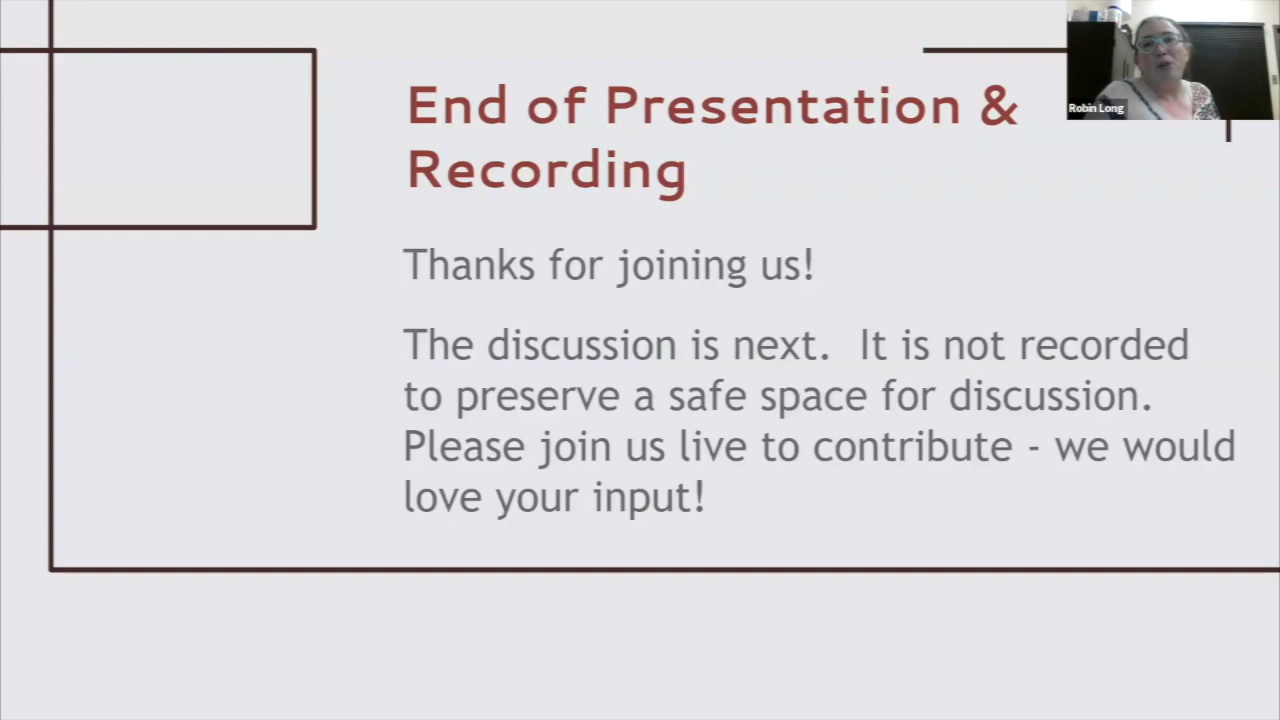 End of Presentation &
Recording
Robin Long
Thanks for joining us!
The discussion is next.  It is not recorded
to preserve a safe space for discussion.
Please join us live to contribute - we would
love your input!